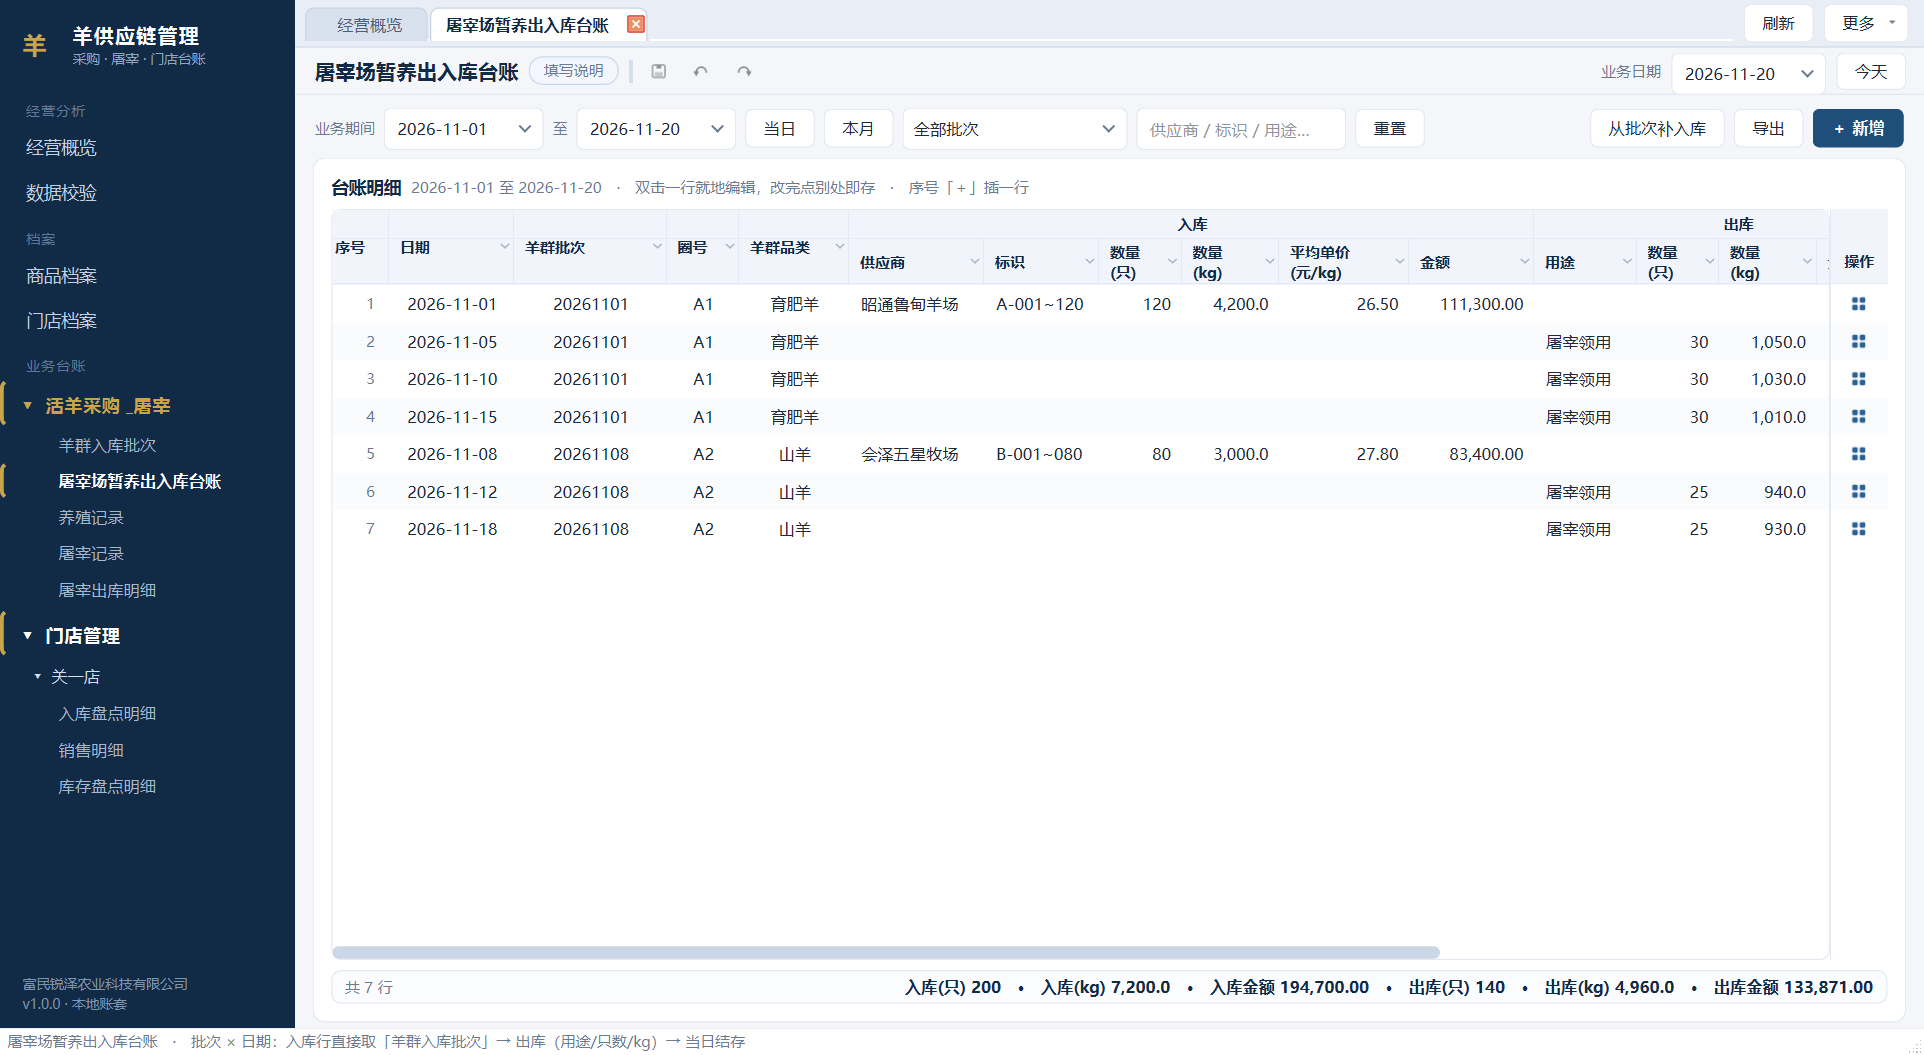 羊
羊供应链管理
采购 · 屠宰 · 门店台账
经营分析
经营概览
数据校验
档案
商品档案
门店档案
业务台账
活羊采购 _屠宰
羊群入库批次
屠宰场暂养出入库台账
养殖记录
屠宰记录
屠宰出库明细
门店管理
关一店
入库盘点明细
销售明细
库存盘点明细
富民锐泽农业科技有限公司
v1.0.0 · 本地账套
经营概览 屠宰场暂养出入库台账 刷新 更多
屠宰场暂养出入库台账 填写说明 业务日期 2026-11-20 今天
业务期间 2026-11-01 至 2026-11-20 当日 本月 全部批次 供应商 / 标识 / 用途... 重置 从批次补入库 导出 + 新增
台账明细 2026-11-01 至 2026-11-20 · 双击一行就地编辑，改完点别处即存 · 序号「+」插一行
入库 出库
序号 日期 羊群批次 圈号 羊群品类 供应商 标识 数量(只) 数量(kg) 平均单价(元/kg) 金额 用途 数量(只) 数量(kg) 操作
1 2026-11-01 20261101 A1 育肥羊 昭通鲁甸羊场 A-001~120 120 4,200.0 26.50 111,300.00
2 2026-11-05 20261101 A1 育肥羊 屠宰领用 30 1,050.0
3 2026-11-10 20261101 A1 育肥羊 屠宰领用 30 1,030.0
4 2026-11-15 20261101 A1 育肥羊 屠宰领用 30 1,010.0
5 2026-11-08 20261108 A2 山羊 会泽五星牧场 B-001~080 80 3,000.0 27.80 83,400.00
6 2026-11-12 20261108 A2 山羊 屠宰领用 25 940.0
7 2026-11-18 20261108 A2 山羊 屠宰领用 25 930.0
共 7 行 入库(只) 200 • 入库(kg) 7,200.0 • 入库金额 194,700.00 • 出库(只) 140 • 出库(kg) 4,960.0 • 出库金额 133,871.00
屠宰场暂养出入库台账 · 批次 × 日期：入库行直接取「羊群入库批次」→ 出库（用途/只数/kg）→ 当日结存